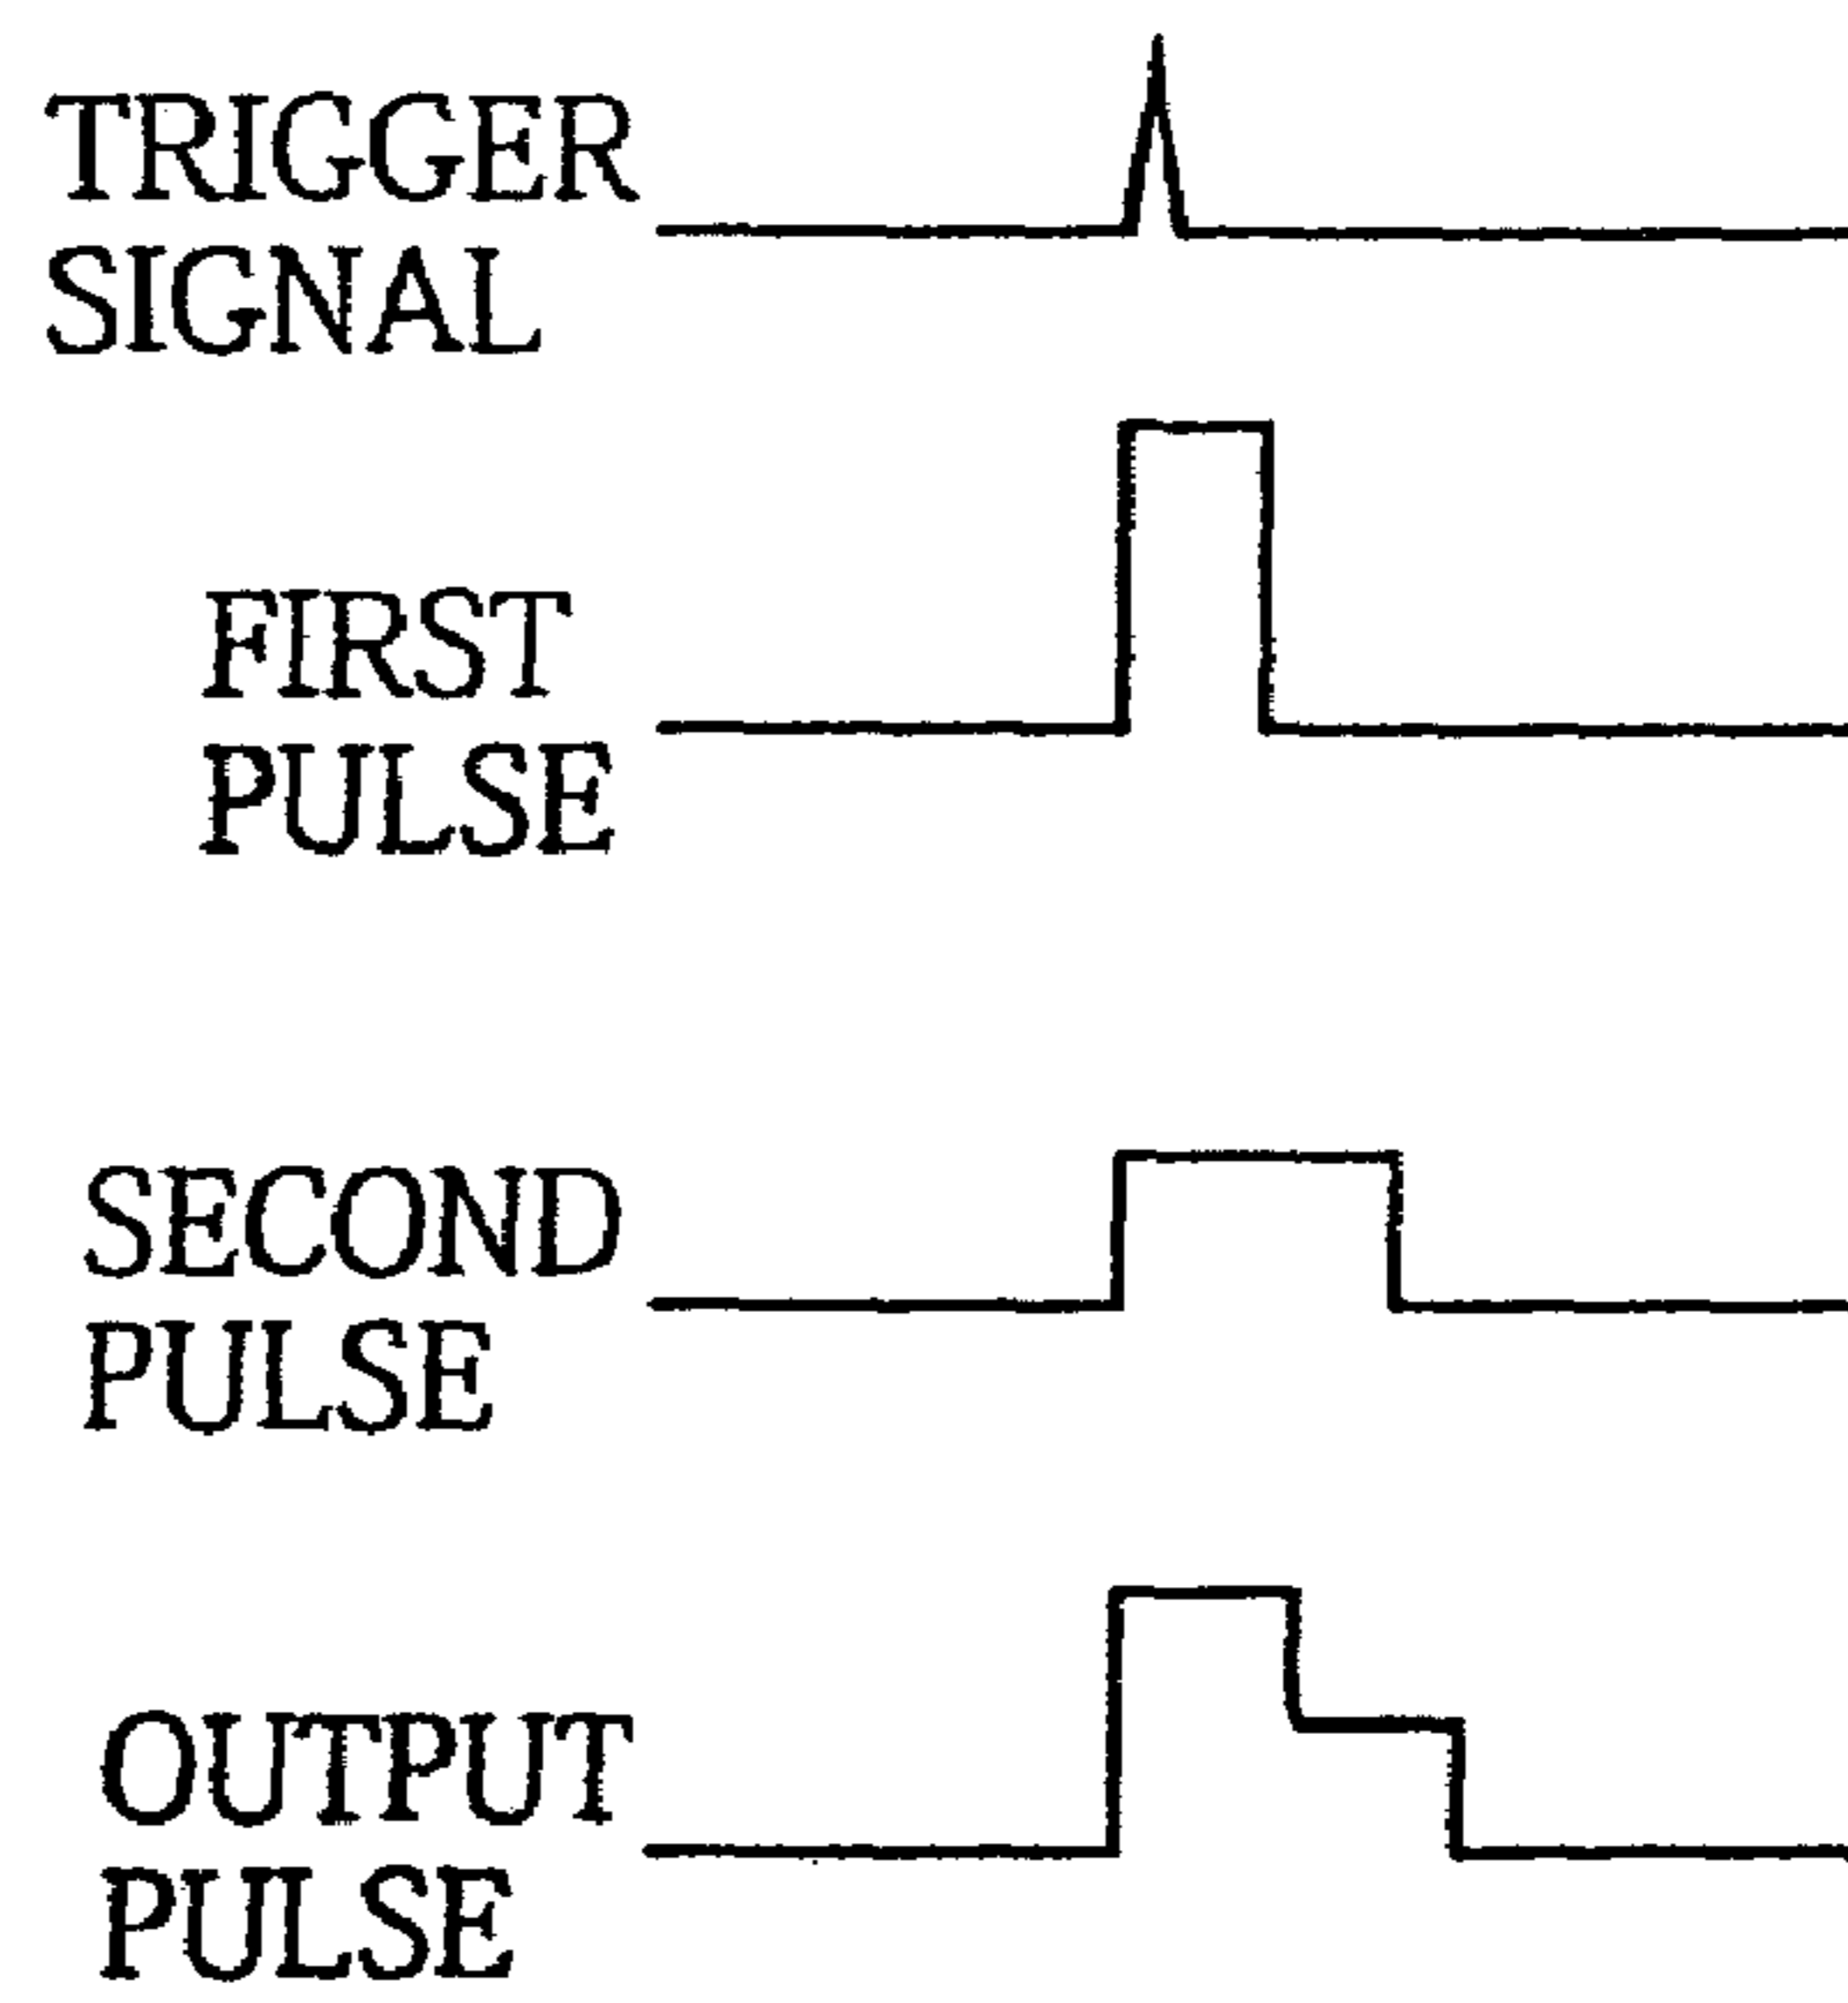 TRIGGER
SIGNAL
FIRST
PULSE
SECOND
PULSE
OUTPUT
PULSE